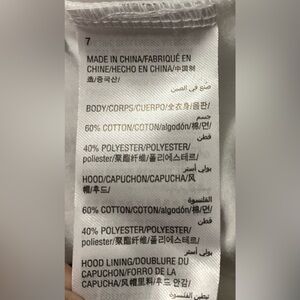 7
MADE IN CHINA/FABRIQUÉ EN
CHINE/HECHO EN CHINA/中国制
造/중국산/
صنع في الصين
BODY/CORPS/CUERPO/全衣身/몸판/
جسم
60% COTTON/COTON/algodón/棉/면/
قطن
40% POLYESTER/POLYESTER/
poliester/聚酯纤维/폴리에스테르/
بولي أستر
HOOD/CAPUCHON/CAPUCHA/风
帽/후드/
القلنسوة
60% COTTON/COTON/algodón/棉/면/
قطن
40% POLYESTER/POLYESTER/
poliester/聚酯纤维/폴리에스테르/
بولي أستر
HOOD LINING/DOUBLURE DU
CAPUCHON/FORRO DE LA
CAPUCHA/风帽里料/후드 안감/
بطانة القلنسوة